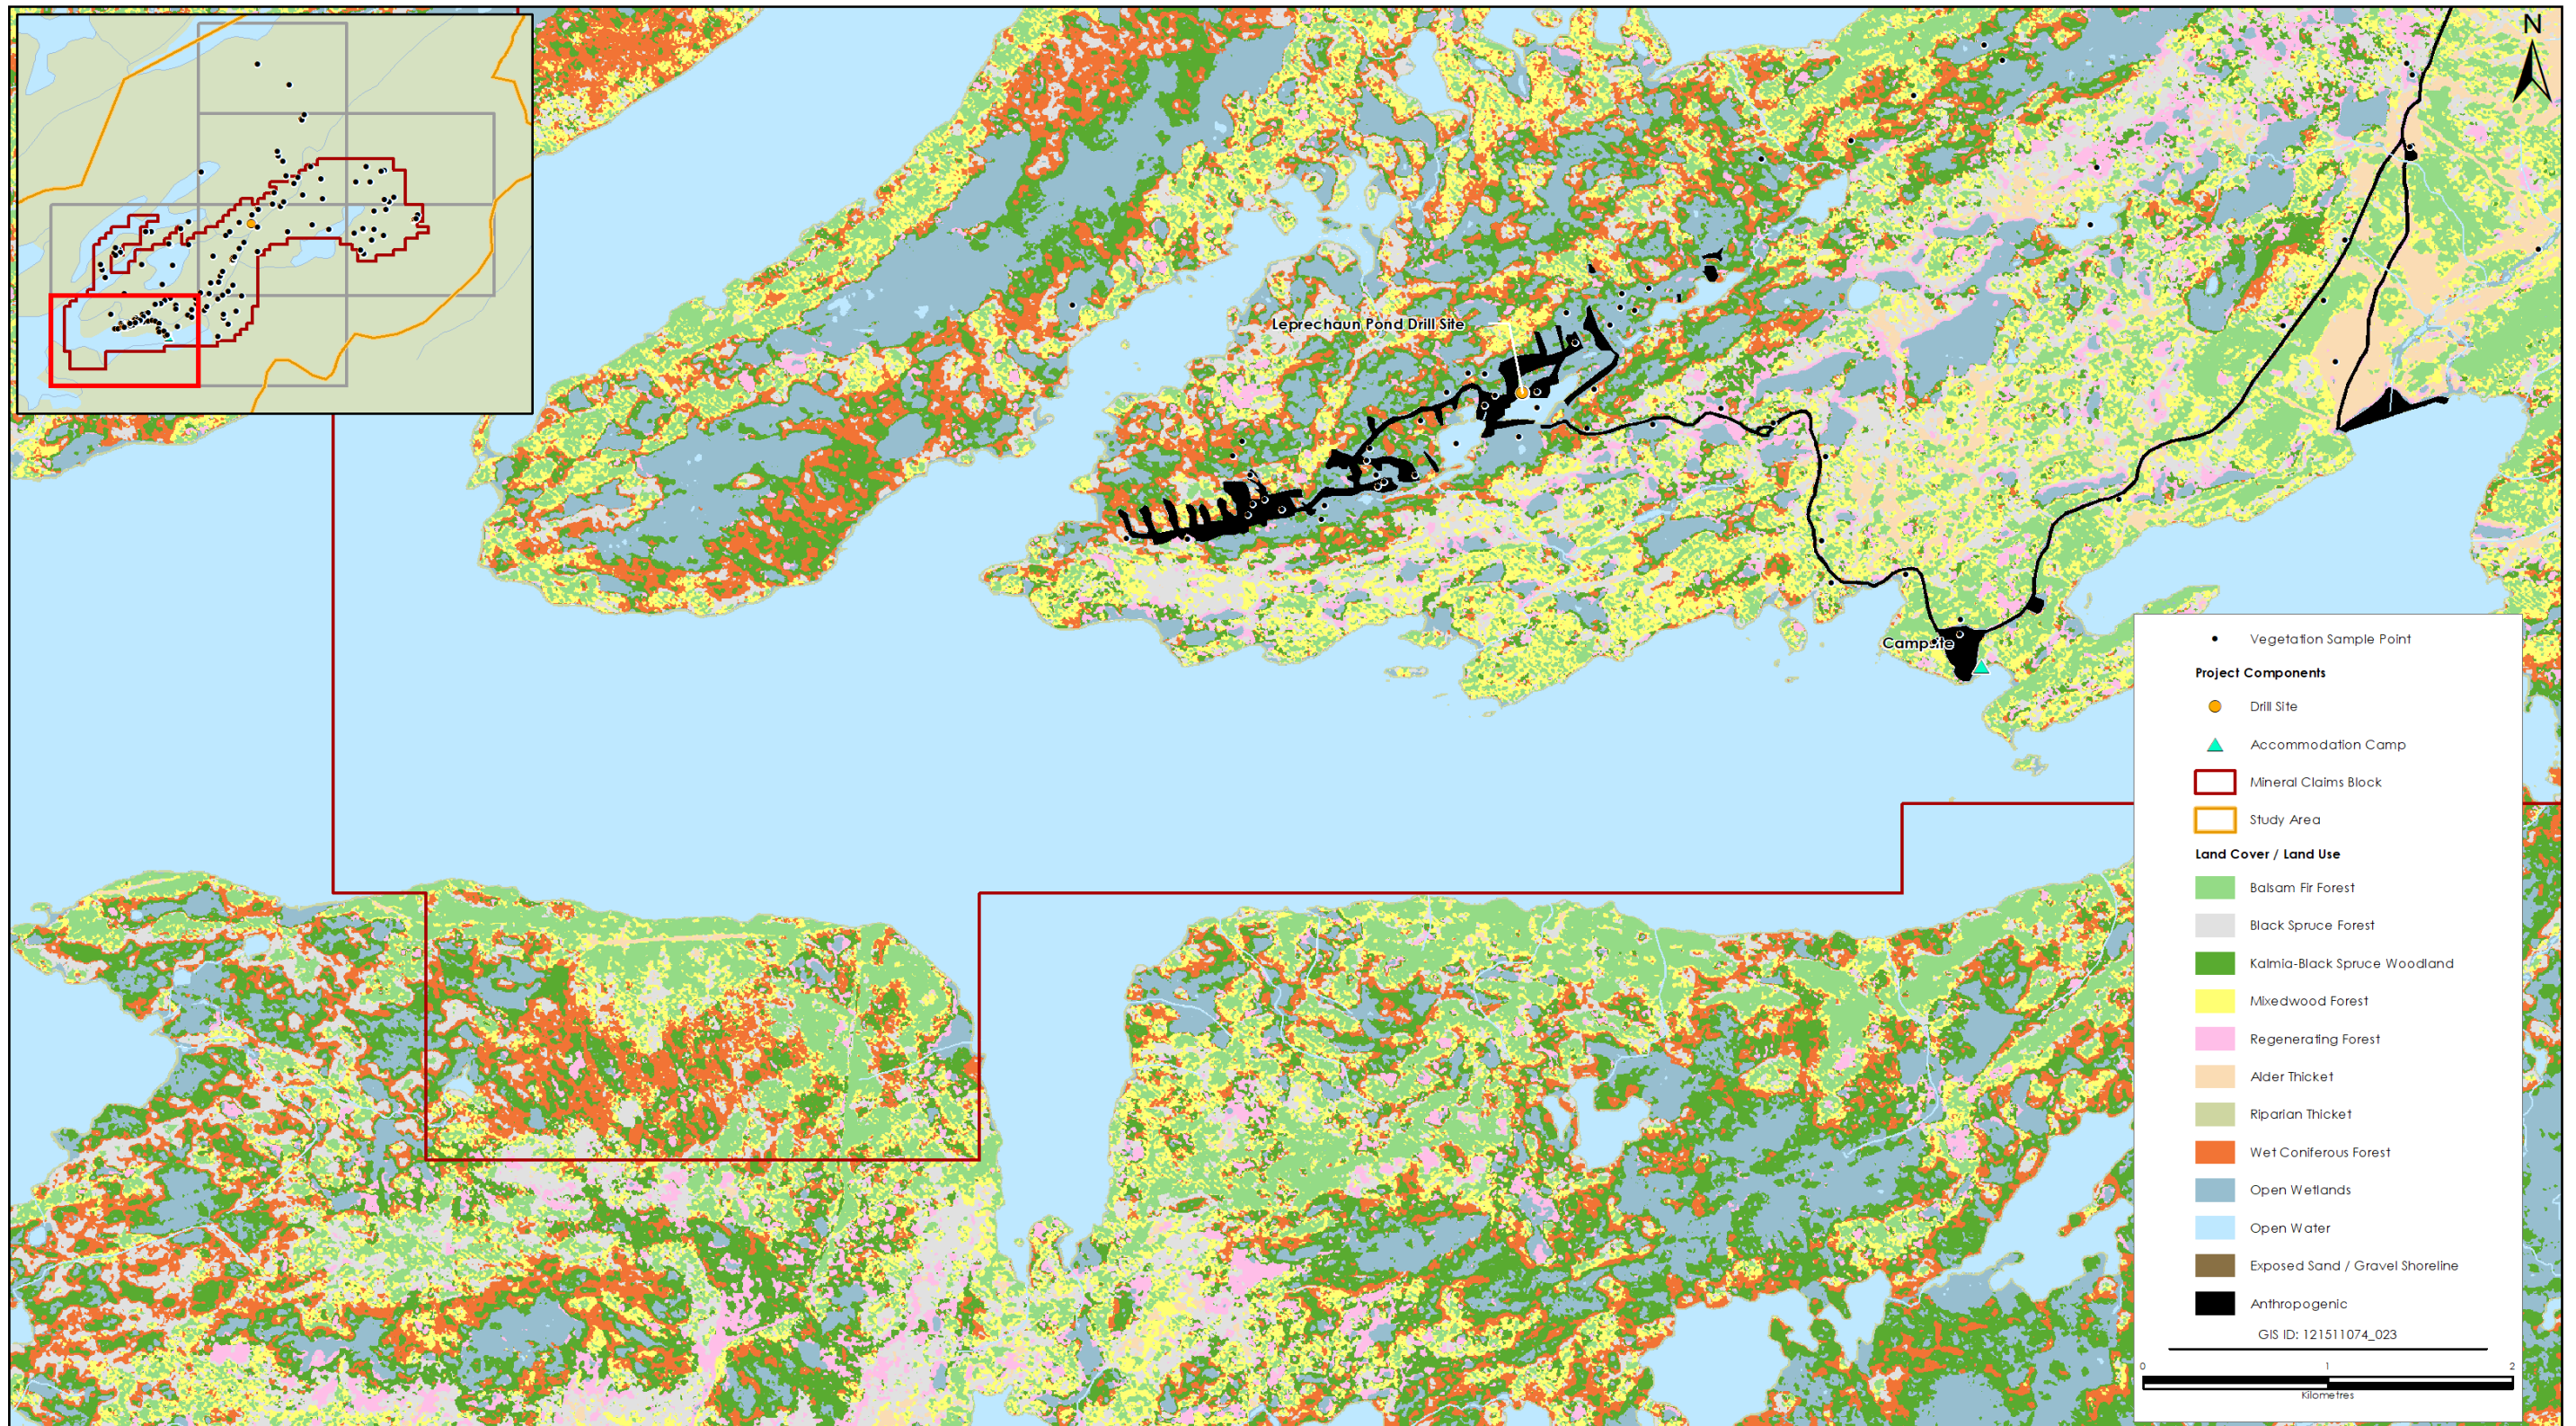 N
Leprechaun Pond Drill Site
Campsite
Vegetation Sample Point
Project Components
Drill Site
Accommodation Camp
Mineral Claims Block
Study Area
Land Cover / Land Use
Balsam Fir Forest
Black Spruce Forest
Kalmia-Black Spruce Woodland
Mixedwood Forest
Regenerating Forest
Alder Thicket
Riparian Thicket
Wet Coniferous Forest
Open Wetlands
Open Water
Exposed Sand / Gravel Shoreline
Anthropogenic
GIS ID: 121511074_023
0 1 2
Kilometres